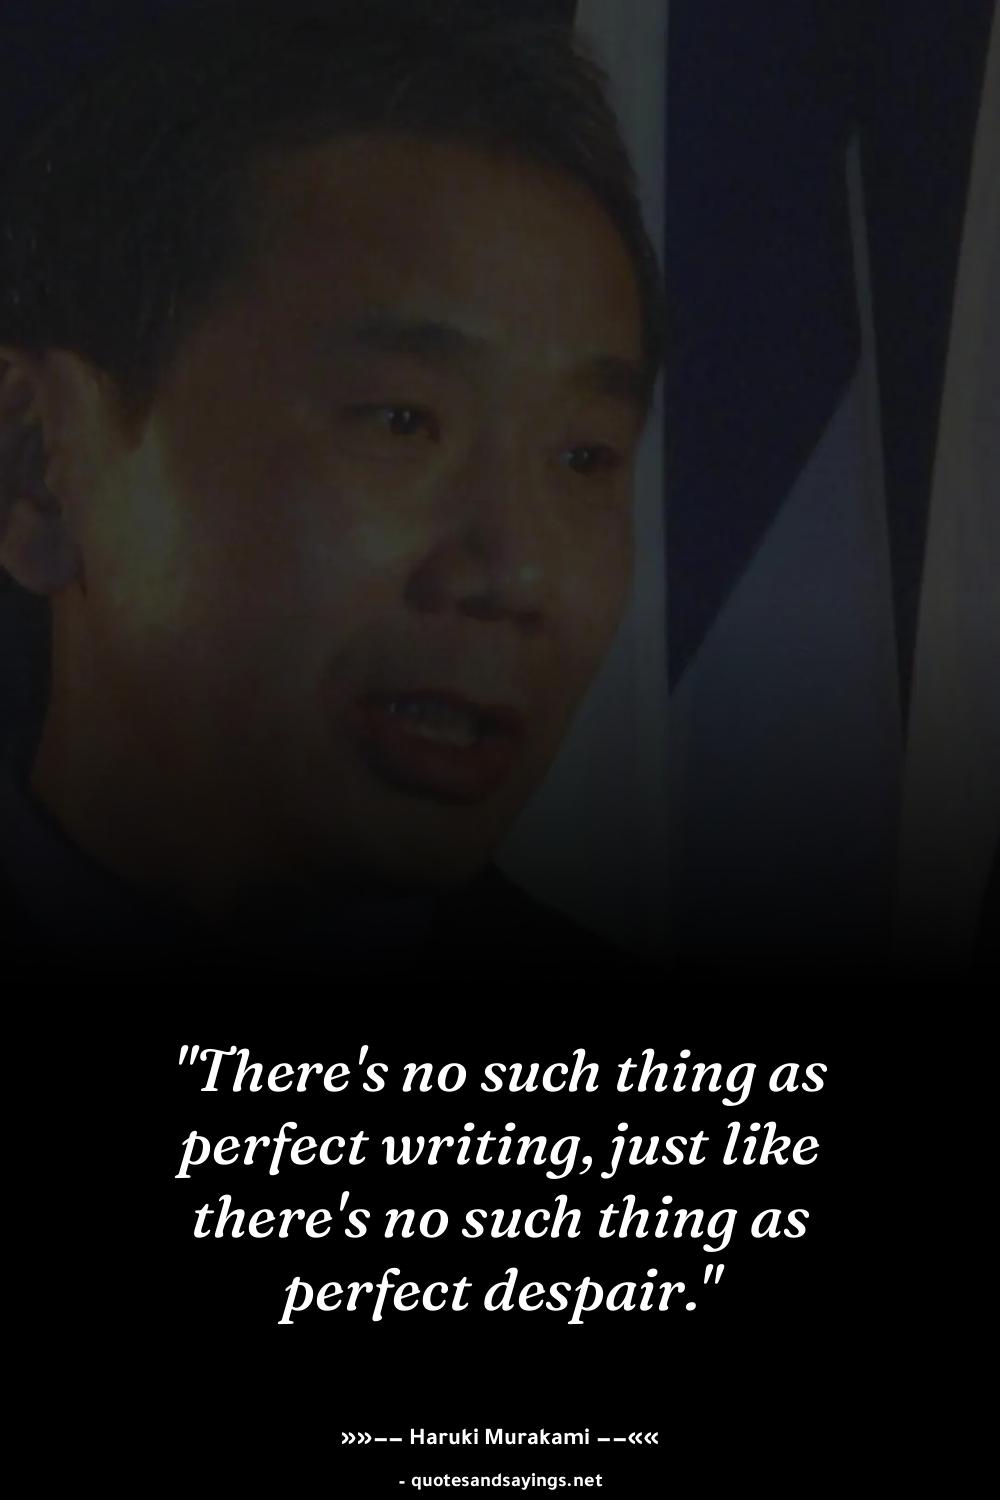 "There's no such thing as
perfect writing, just like
there's no such thing as
perfect despair."
»»–– Haruki Murakami ––««
- quotesandsayings.net